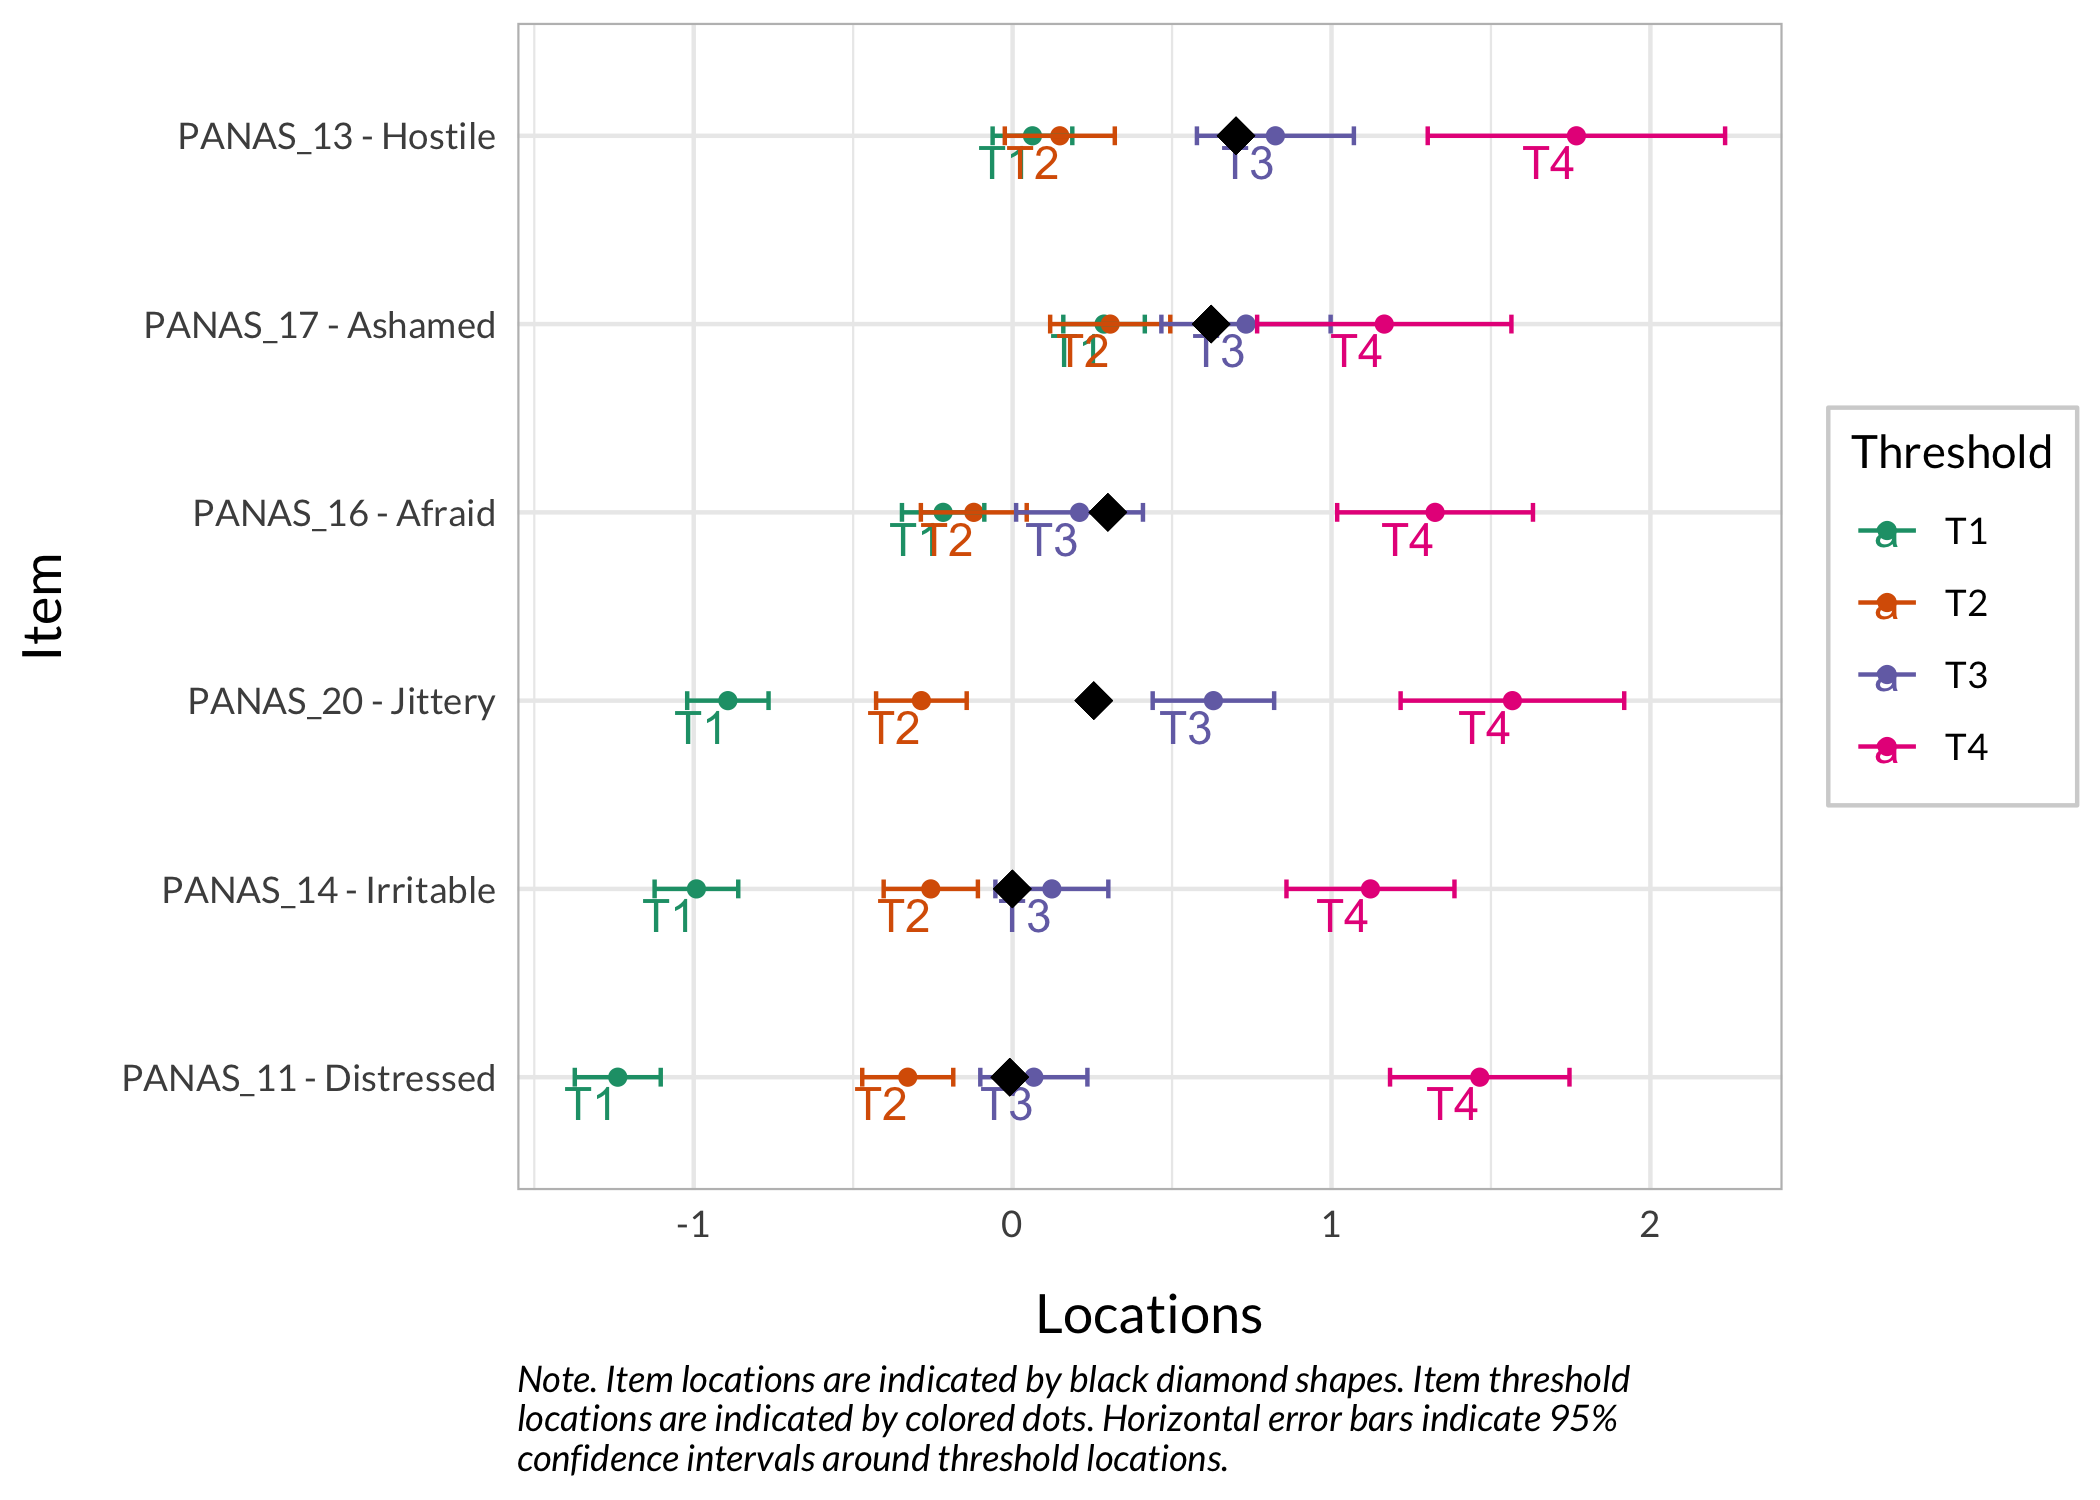 PANAS_13 - Hostile
T1 T2 T3 T4
PANAS_17 - Ashamed
T1 T2 T3 T4
PANAS_16 - Afraid
T1 T2 T3 T4
PANAS_20 - Jittery
T1 T2 T3 T4
PANAS_14 - Irritable
T1 T2 T3 T4
PANAS_11 - Distressed
T1 T2 T3 T4
Item
-1 0 1 2
Locations
Threshold
a T1
a T2
a T3
a T4
Note. Item locations are indicated by black diamond shapes. Item threshold
locations are indicated by colored dots. Horizontal error bars indicate 95%
confidence intervals around threshold locations.